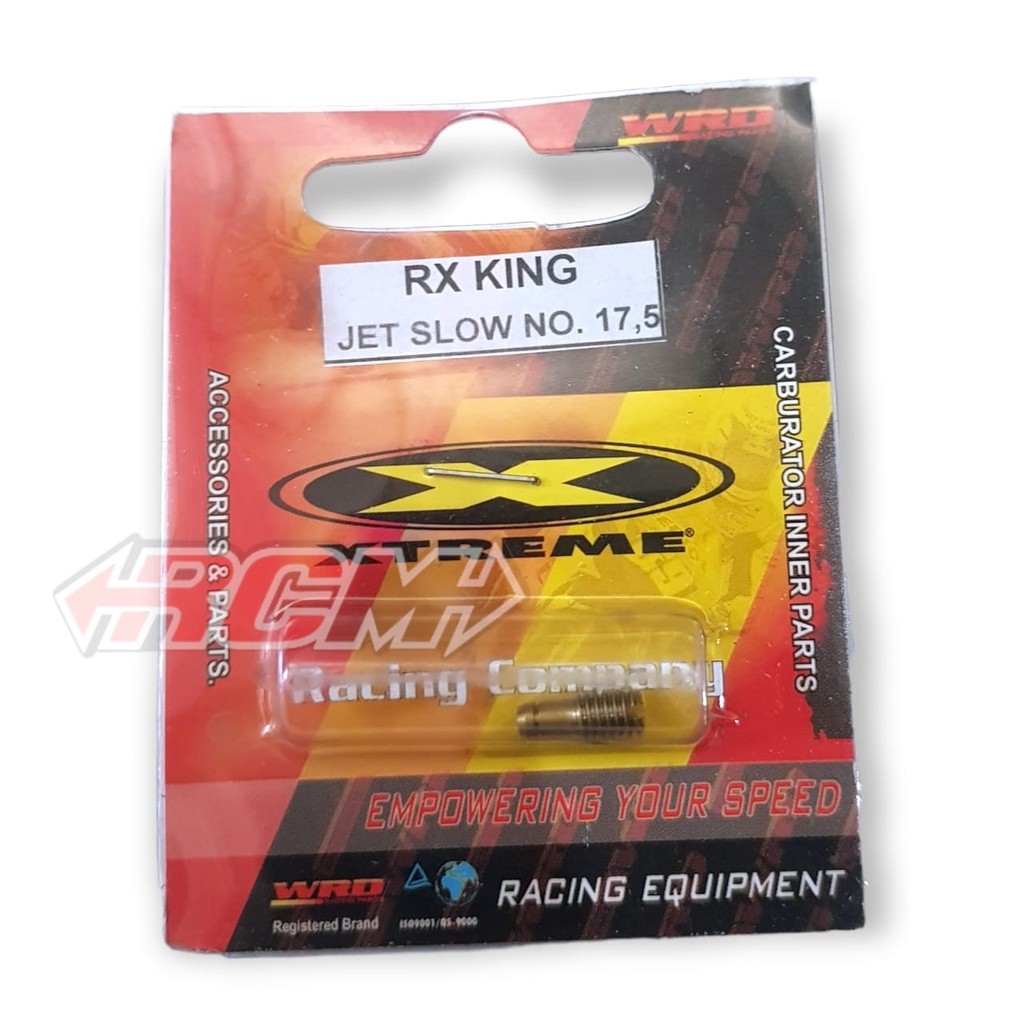 WRD
RX KING
JET SLOW NO. 17,5
ACCESSORIES & PARTS.
CARBURATOR INNER PARTS
X
XTREME®
RCM
Racing Company
EMPOWERING YOUR SPEED
WRD
Registered Brand
ISO9001/QS-9000
RACING EQUIPMENT